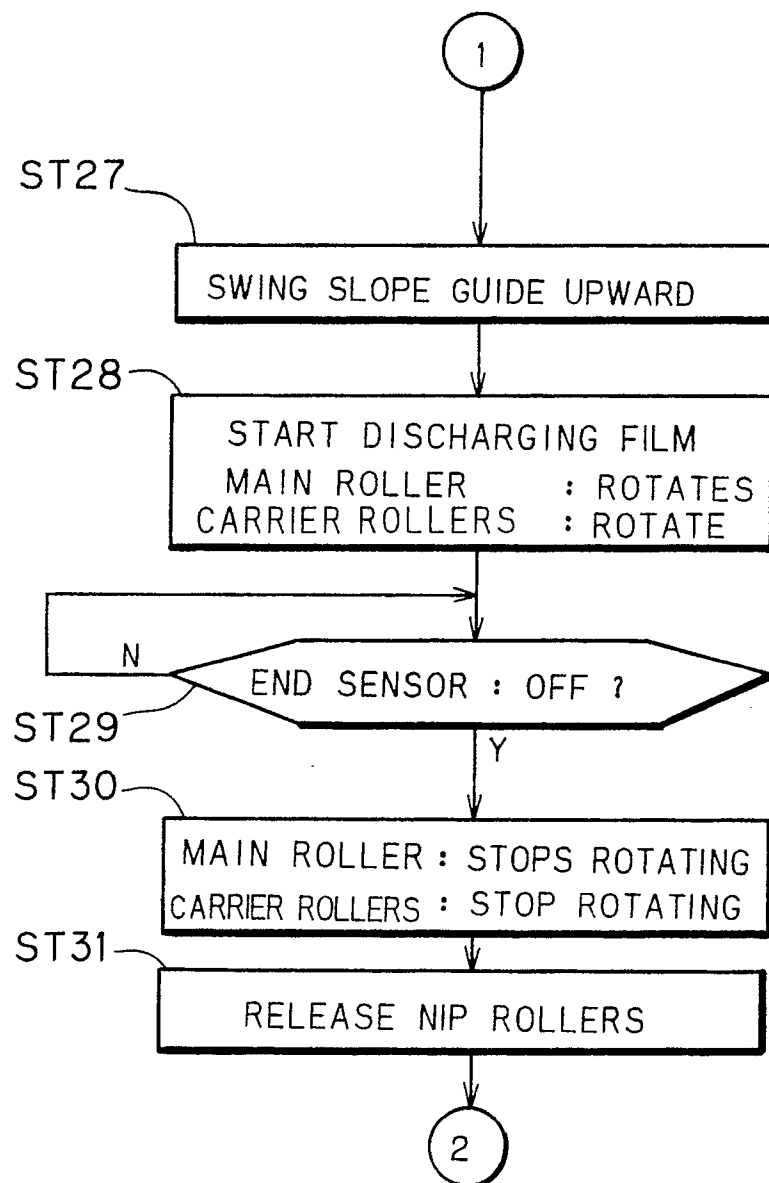 1
ST27
SWING SLOPE GUIDE UPWARD
ST28
START DISCHARGING FILM
MAIN ROLLER : ROTATES
CARRIER ROLLERS : ROTATE
N
END SENSOR : OFF ?
ST29
Y
ST30
MAIN ROLLER : STOPS ROTATING
CARRIER ROLLERS : STOP ROTATING
ST31
RELEASE NIP ROLLERS
2